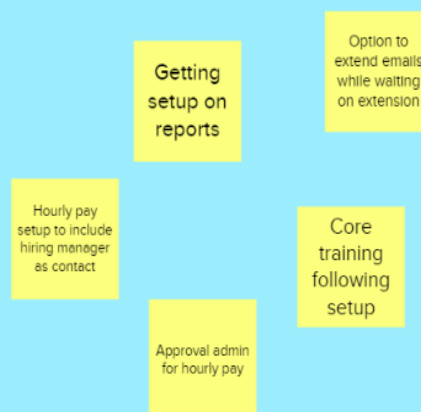 Getting
setup on
reports
Option to
extend emails
while waiting
on extension
Hourly pay
setup to include
hiring manager
as contact
Core
training
following
setup
Approval admin
for hourly pay